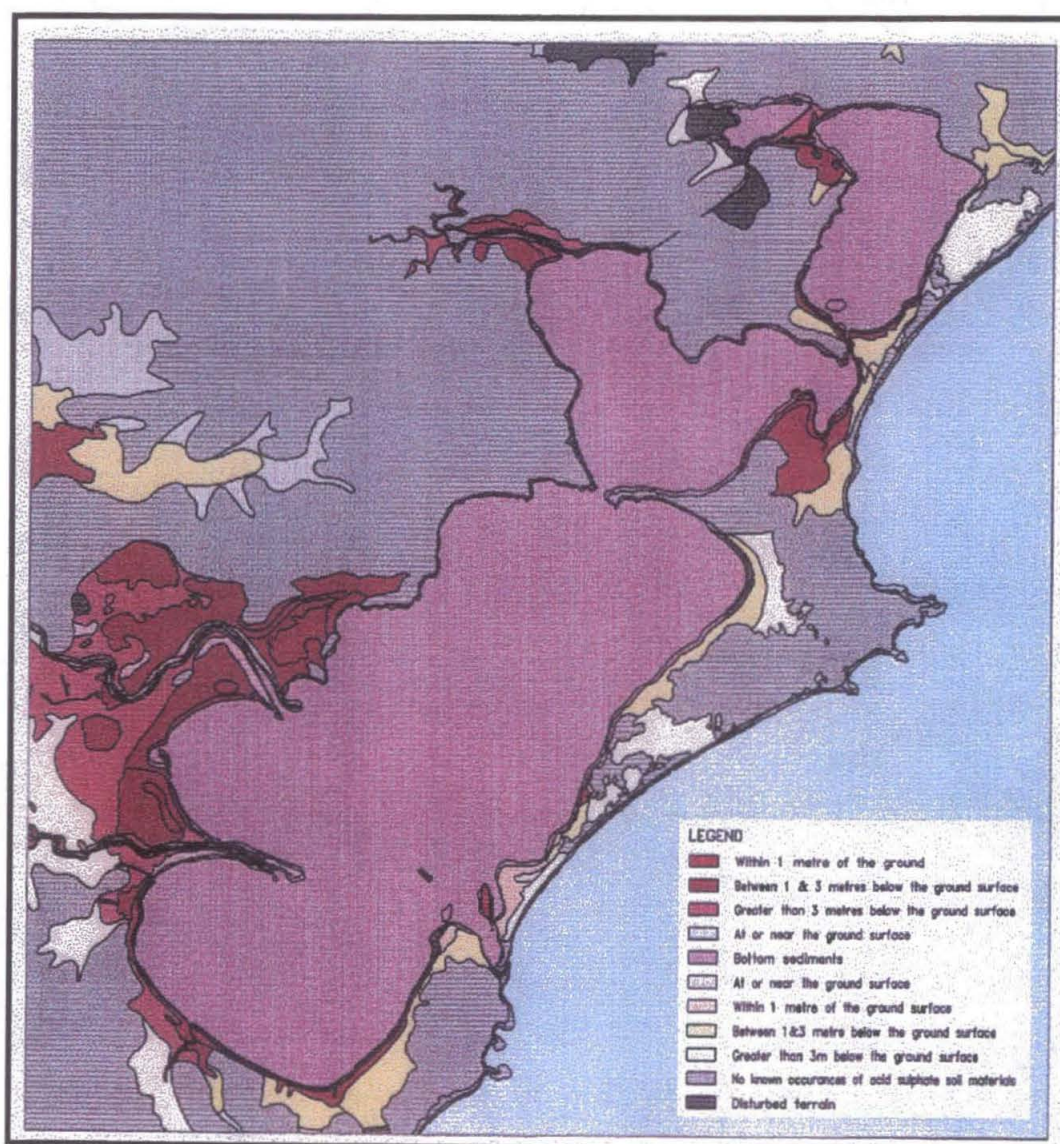 LEGEND
Within 1 metre of the ground
Between 1 & 3 metres below the ground surface
Greater than 3 metres below the ground surface
At or near the ground surface
Bottom sediments
At or near the ground surface
Within 1 metre of the ground surface
Between 1&3 metre below the ground surface
Greater than 3m below the ground surface
No known occurances of acid sulphate soil materials
Disturbed terrain